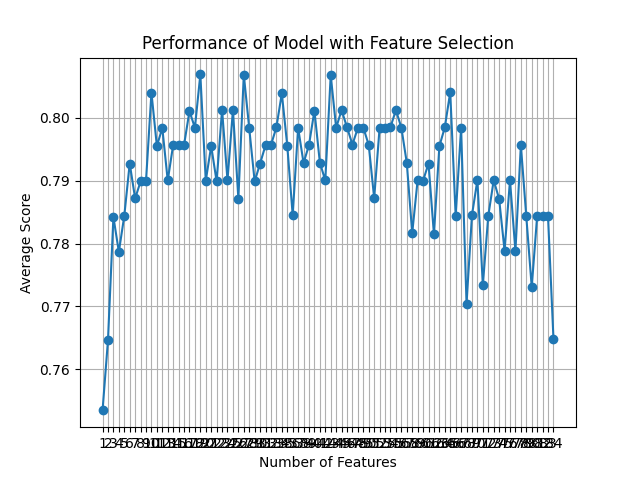 Performance of Model with Feature Selection
0.80
0.79
0.78
0.77
0.76
Average Score
Number of Features